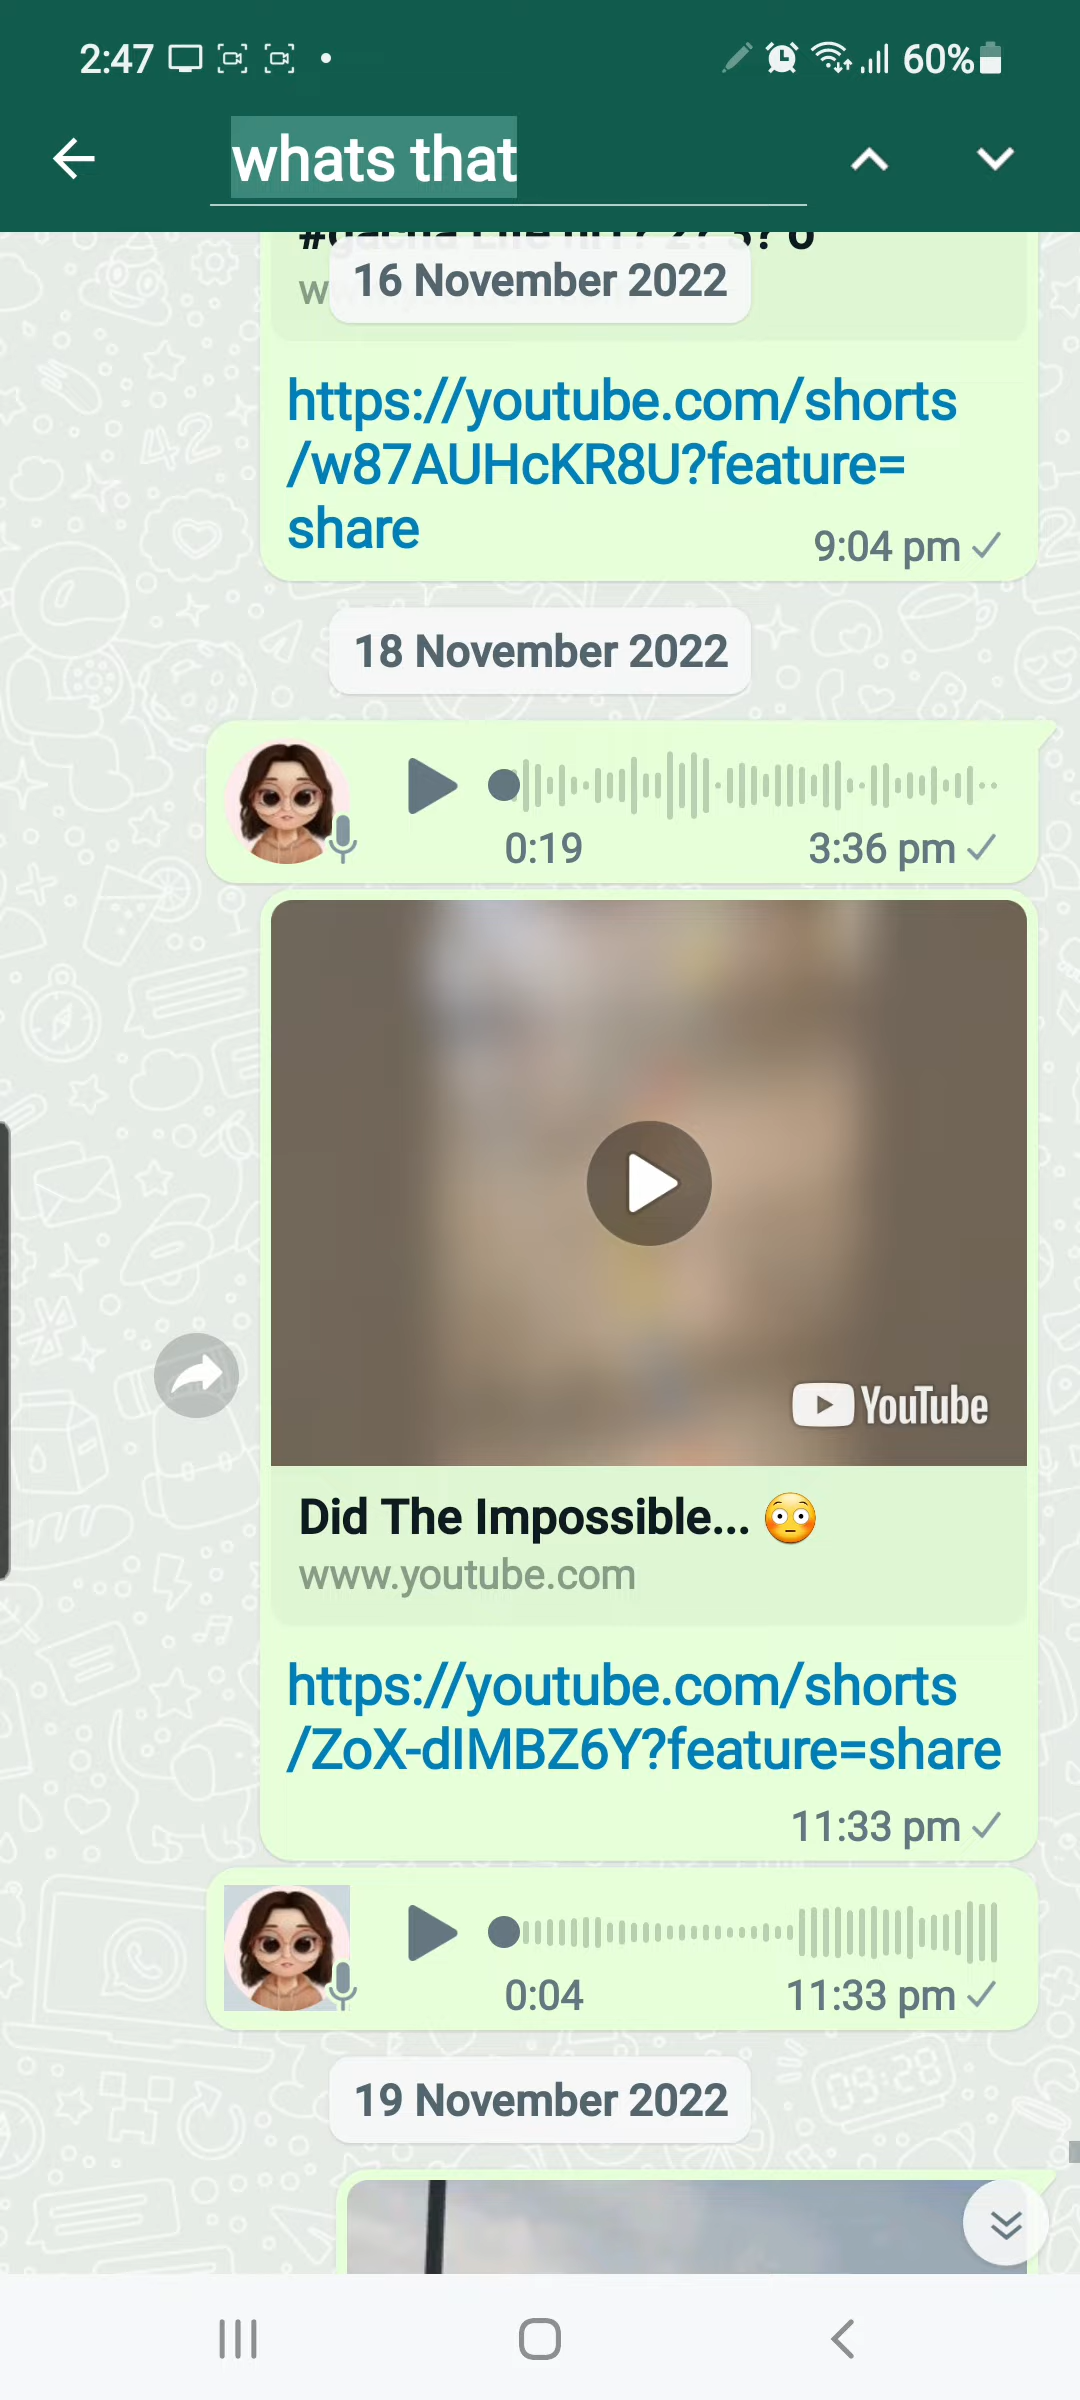 2:47
60%
whats that
16 November 2022
https://youtube.com/shorts
/w87AUHcKR8U?feature=
share
9:04 pm
18 November 2022
0:19
3:36 pm
YouTube
Did The Impossible... 😳
www.youtube.com
https://youtube.com/shorts
/ZoX-dIMBZ6Y?feature=share
11:33 pm
0:04
11:33 pm
19 November 2022